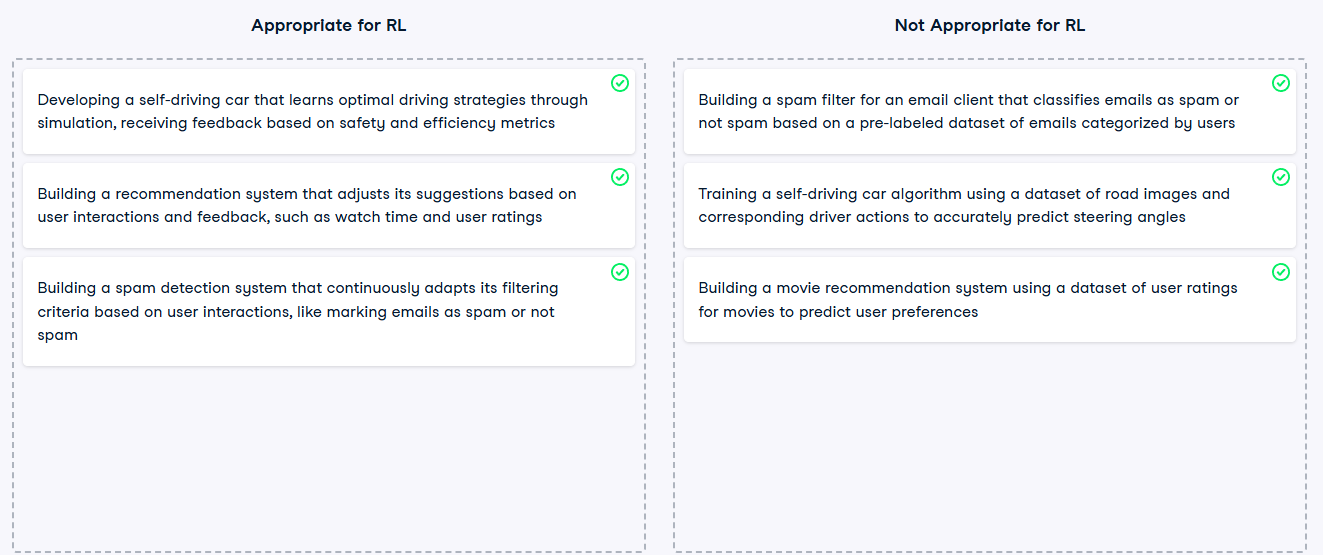 Appropriate for RL
Developing a self-driving car that learns optimal driving strategies through
simulation, receiving feedback based on safety and efficiency metrics
Building a recommendation system that adjusts its suggestions based on
user interactions and feedback, such as watch time and user ratings
Building a spam detection system that continuously adapts its filtering
criteria based on user interactions, like marking emails as spam or not
spam
Not Appropriate for RL
Building a spam filter for an email client that classifies emails as spam or
not spam based on a pre-labeled dataset of emails categorized by users
Training a self-driving car algorithm using a dataset of road images and
corresponding driver actions to accurately predict steering angles
Building a movie recommendation system using a dataset of user ratings
for movies to predict user preferences